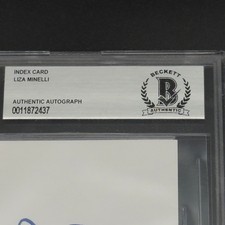 INDEX CARD
LIZA MINELLI
AUTHENTIC AUTOGRAPH
0011872437
BECKETT
B
AUTHENTIC